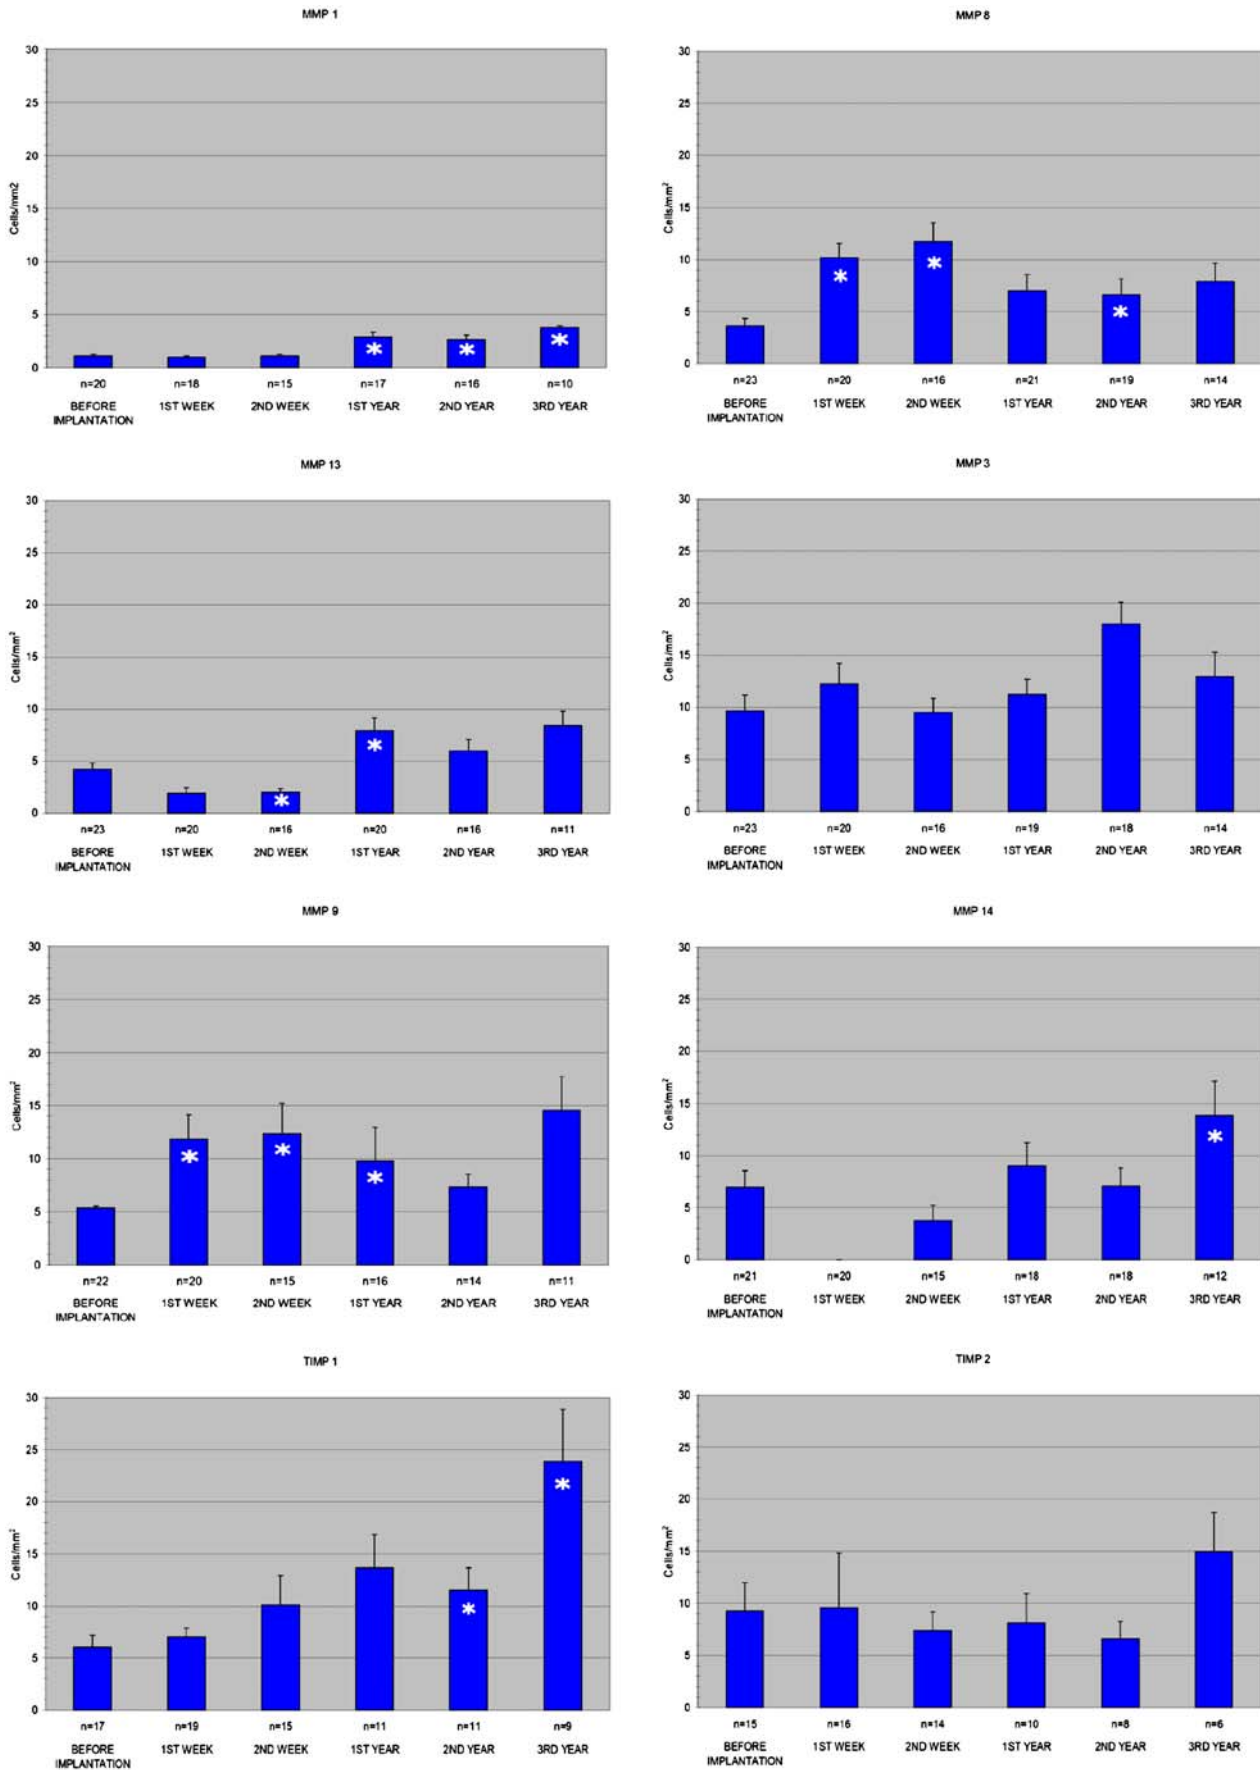 MMP 1
30
25
20
15
10
5
0
Cells/mm2
n=20 n=18 n=15 n=17 n=16 n=10
BEFORE IMPLANTATION 1ST WEEK 2ND WEEK 1ST YEAR 2ND YEAR 3RD YEAR
MMP 8
30
25
20
15
10
5
0
Cells/mm²
n=23 n=20 n=16 n=21 n=19 n=14
BEFORE IMPLANTATION 1ST WEEK 2ND WEEK 1ST YEAR 2ND YEAR 3RD YEAR
MMP 13
30
25
20
15
10
5
0
Cells/mm²
n=23 n=20 n=16 n=20 n=16 n=11
BEFORE IMPLANTATION 1ST WEEK 2ND WEEK 1ST YEAR 2ND YEAR 3RD YEAR
MMP 3
30
25
20
15
10
5
0
Cells/mm²
n=23 n=20 n=16 n=19 n=18 n=14
BEFORE IMPLANTATION 1ST WEEK 2ND WEEK 1ST YEAR 2ND YEAR 3RD YEAR
MMP 9
30
25
20
15
10
5
0
Cells/mm²
n=22 n=20 n=15 n=16 n=14 n=11
BEFORE IMPLANTATION 1ST WEEK 2ND WEEK 1ST YEAR 2ND YEAR 3RD YEAR
MMP 14
30
25
20
15
10
5
0
Cells/mm²
n=21 n=20 n=15 n=18 n=18 n=12
BEFORE IMPLANTATION 1ST WEEK 2ND WEEK 1ST YEAR 2ND YEAR 3RD YEAR
TIMP 1
30
25
20
15
10
5
0
Cells/mm²
n=17 n=19 n=15 n=11 n=11 n=9
BEFORE IMPLANTATION 1ST WEEK 2ND WEEK 1ST YEAR 2ND YEAR 3RD YEAR
TIMP 2
30
25
20
15
10
5
0
Cells/mm²
n=15 n=16 n=14 n=10 n=8 n=6
BEFORE IMPLANTATION 1ST WEEK 2ND WEEK 1ST YEAR 2ND YEAR 3RD YEAR